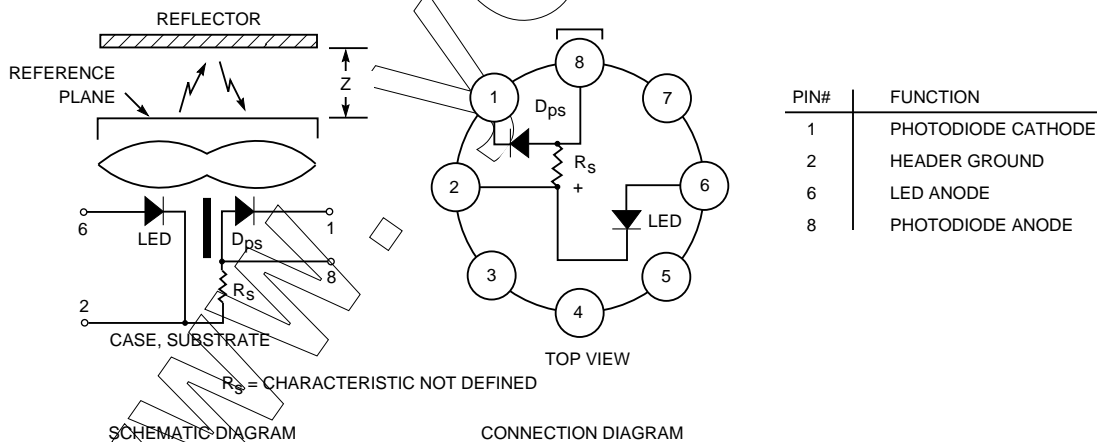 REFLECTOR
REFERENCE
PLANE
Z
6
LED
Dps
1
8
Rs
2
CASE, SUBSTRATE
RS = CHARACTERISTIC NOT DEFINED
SCHEMATIC DIAGRAM
8
1
7
Dps
Rs
+
2
6
LED
3
5
4
TOP VIEW
CONNECTION DIAGRAM
PIN# FUNCTION
1 PHOTODIODE CATHODE
2 HEADER GROUND
6 LED ANODE
8 PHOTODIODE ANODE